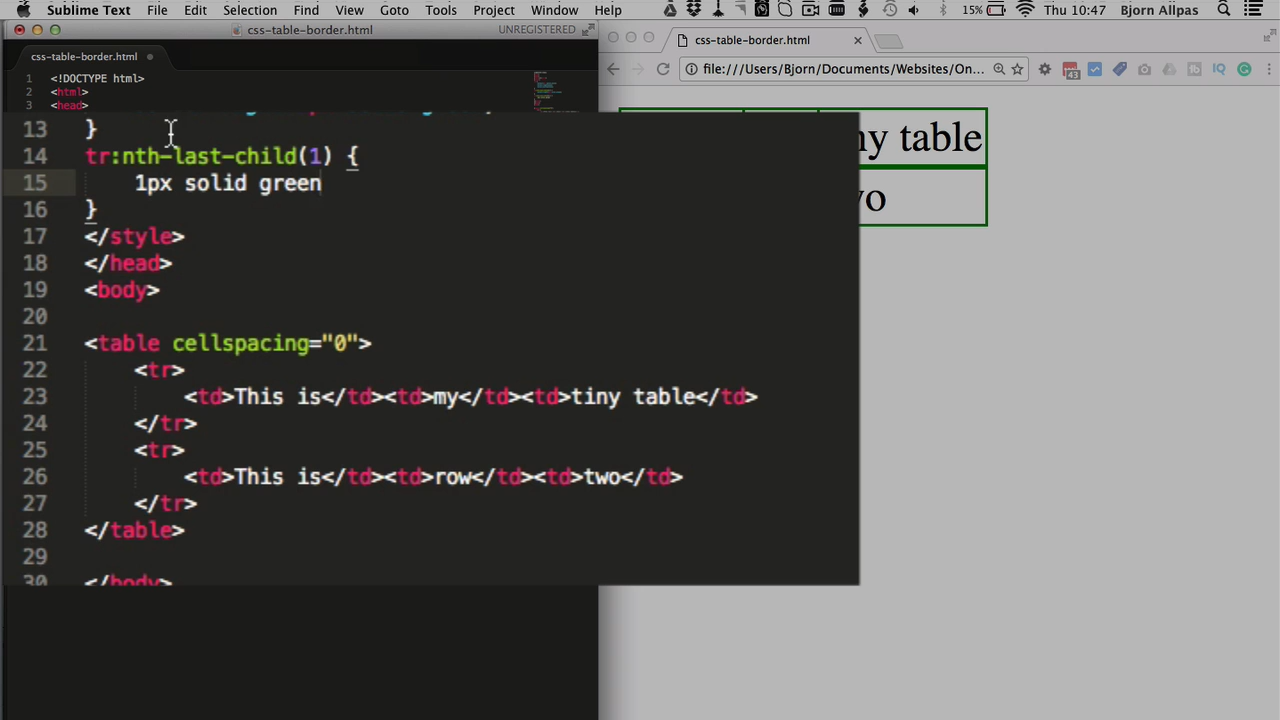 Sublime Text File Edit Selection Find View Goto Tools Project Window Help 15% Thu 10:47 Bjorn Allpas
css-table-border.html UNREGISTERED
css-table-border.html
css-table-border.html
file:///Users/Bjorn/Documents/Websites/On... 43
1 <!DOCTYPE html>
2 <html>
3 <head>
13 }
14 tr:nth-last-child(1) {
15 1px solid green
16 }
17 </style>
18 </head>
19 <body>
20
21 <table cellspacing="0">
22 <tr>
23 <td>This is</td><td>my</td><td>tiny table</td>
24 </tr>
25 <tr>
26 <td>This is</td><td>row</td><td>two</td>
27 </tr>
28 </table>
29
30 </body>
ny table
vo